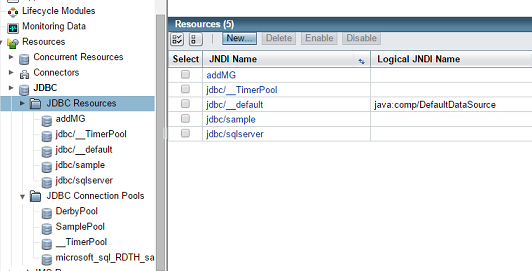 Lifecycle Modules
Monitoring Data
Resources
Concurrent Resources
Connectors
JDBC
JDBC Resources
addMG
jdbc/__TimerPool
jdbc/__default
jdbc/sample
jdbc/sqlserver
JDBC Connection Pools
DerbyPool
SamplePool
__TimerPool
microsoft_sql_RDTH_sa
Resources (5)
New... Delete Enable Disable
Select JNDI Name Logical JNDI Name
addMG
jdbc/__TimerPool
jdbc/__default java:comp/DefaultDataSource
jdbc/sample
jdbc/sqlserver